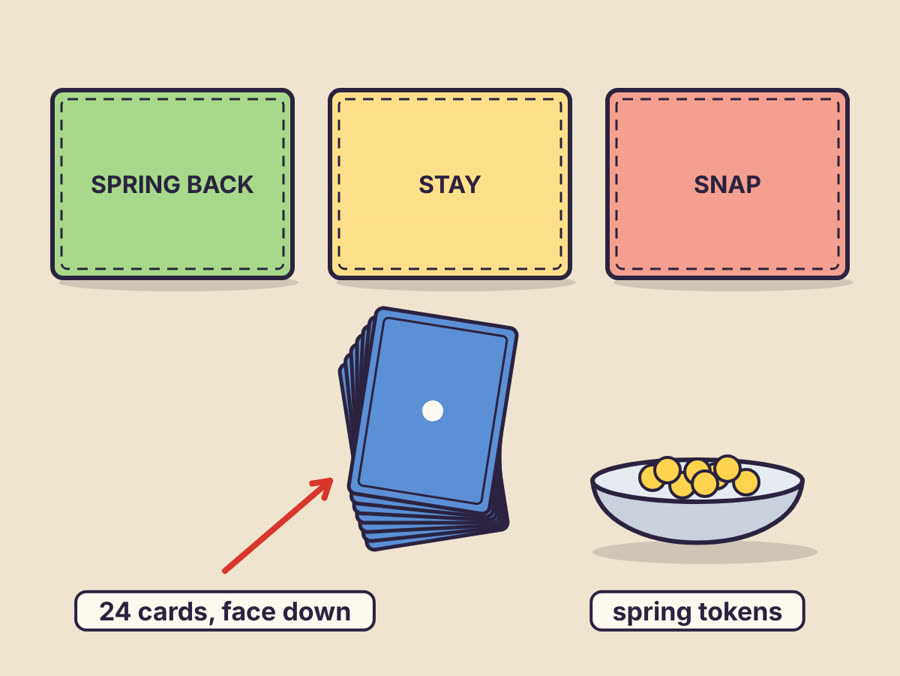 SPRING BACK
STAY
SNAP
24 cards, face down
spring tokens